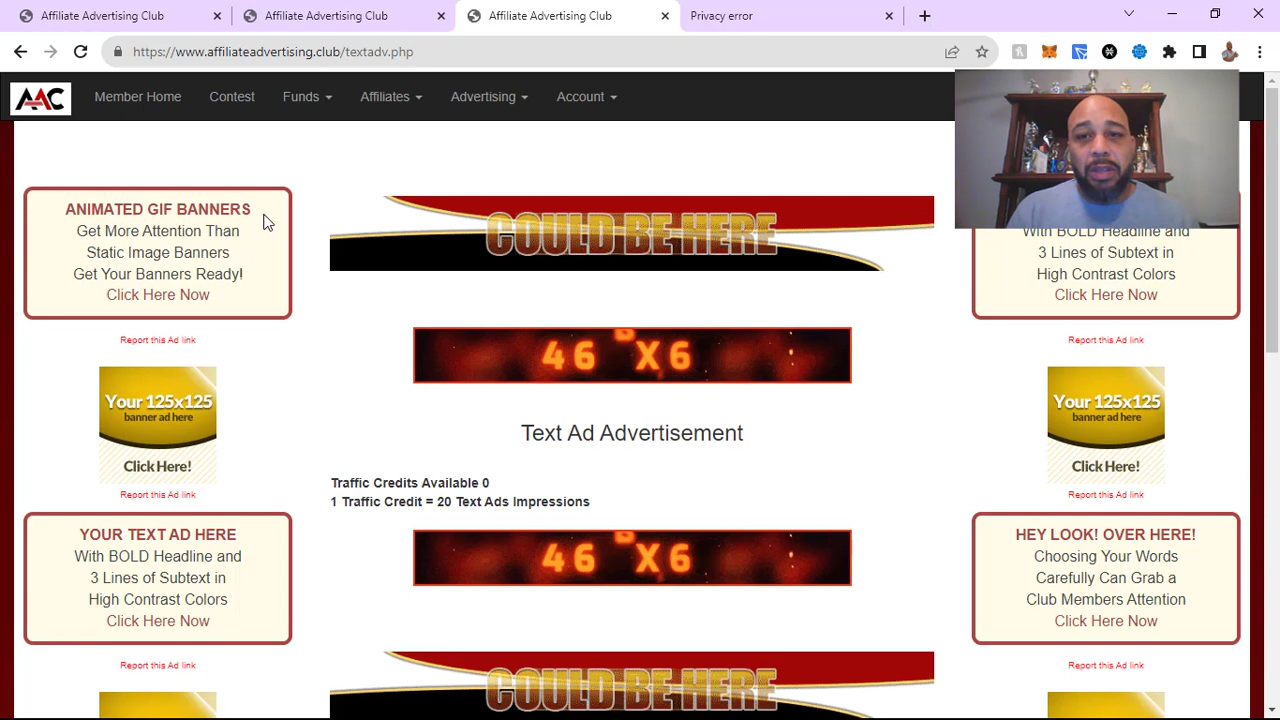 Affiliate Advertising Club
Affiliate Advertising Club
Affiliate Advertising Club
Privacy error
https://www.affiliateadvertising.club/textadv.php
AAC
Member Home
Contest
Funds
Affiliates
Advertising
Account
ANIMATED GIF BANNERS
Get More Attention Than
Static Image Banners
Get Your Banners Ready!
Click Here Now
Report this Ad link
Your 125x125
banner ad here
Click Here!
Report this Ad link
YOUR TEXT AD HERE
With BOLD Headline and
3 Lines of Subtext in
High Contrast Colors
Click Here Now
Report this Ad link
COULD BE HERE
46 X6
Text Ad Advertisement
Traffic Credits Available 0
1 Traffic Credit = 20 Text Ads Impressions
46 X6
COULD BE HERE
With BOLD Headline and
3 Lines of Subtext in
High Contrast Colors
Click Here Now
Report this Ad link
Your 125x125
banner ad here
Click Here!
Report this Ad link
HEY LOOK! OVER HERE!
Choosing Your Words
Carefully Can Grab a
Club Members Attention
Click Here Now
Report this Ad link